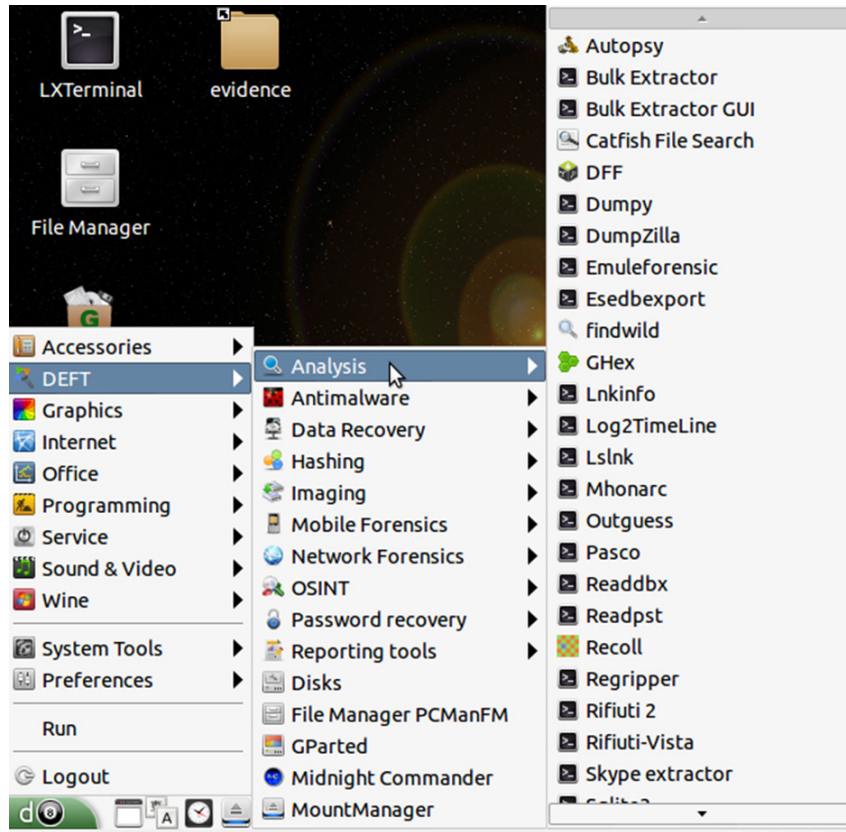 LXTerminal
evidence
File Manager
Accessories
DEFT
Graphics
Internet
Office
Programming
Service
Sound & Video
Wine
System Tools
Preferences
Run
Logout
Analysis
Antimalware
Data Recovery
Hashing
Imaging
Mobile Forensics
Network Forensics
OSINT
Password recovery
Reporting tools
Disks
File Manager PCManFM
GParted
Midnight Commander
MountManager
Autopsy
Bulk Extractor
Bulk Extractor GUI
Catfish File Search
DFF
Dumpy
DumpZilla
Emuleforensic
Esedbexport
findwild
GHex
Lnkinfo
Log2TimeLine
Lslnk
Mhonarc
Outguess
Pasco
Readdbx
Readpst
Recoll
Regripper
Rifiuti 2
Rifiuti-Vista
Skype extractor
d8